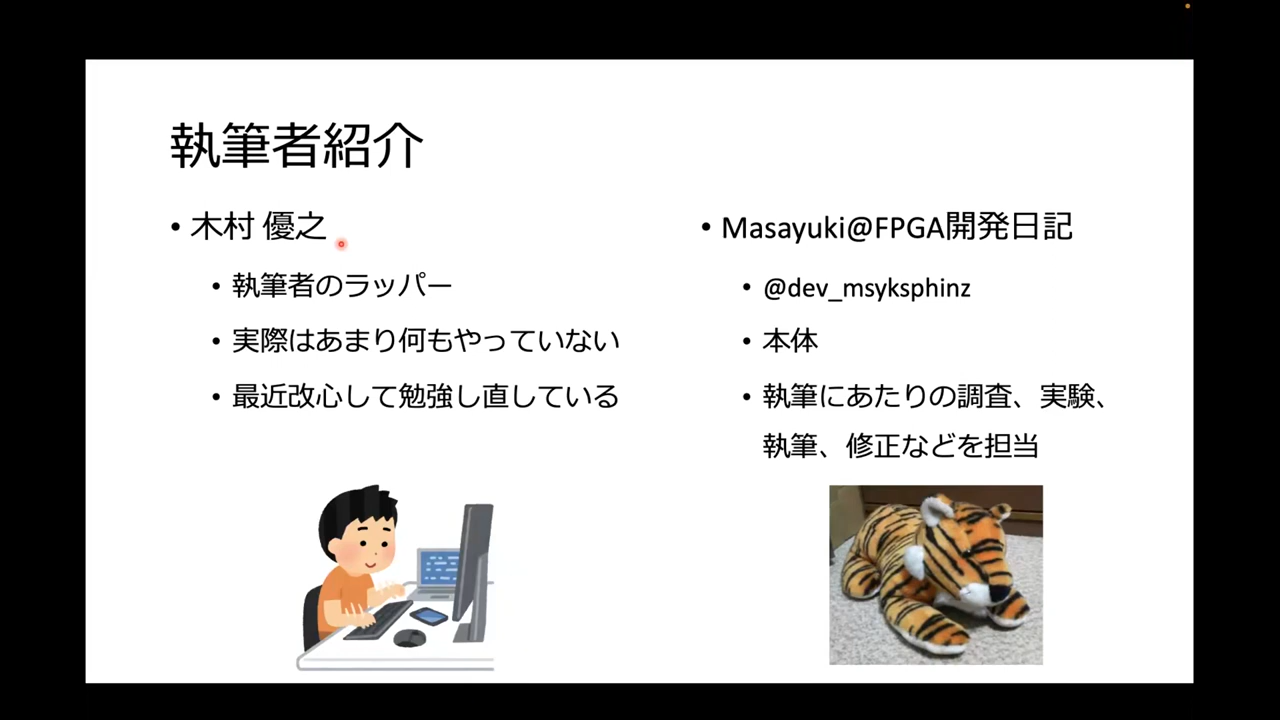 執筆者紹介
• 木村 優之
• 執筆者のラッパー
• 実際はあまり何もやっていない
• 最近改心して勉強し直している
• Masayuki@FPGA開発日記
• @dev_msyksphinz
• 本体
• 執筆にあたりの調査、実験、
執筆、修正などを担当